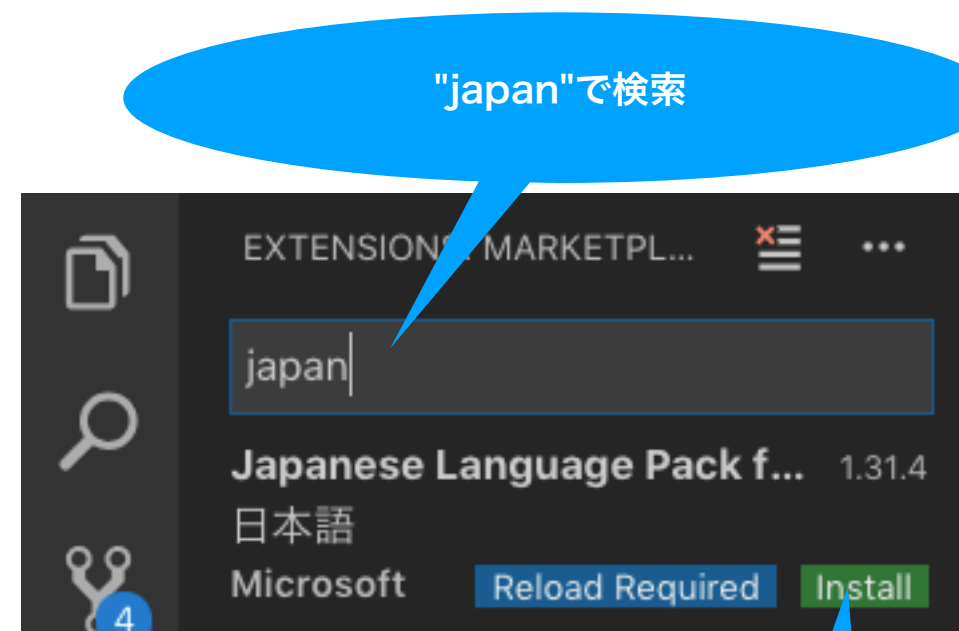 "japan"で検索
EXTENSIONS: MARKETPL...
japan
Japanese Language Pack f... 1.31.4
日本語
Microsoft Reload Required Install
4